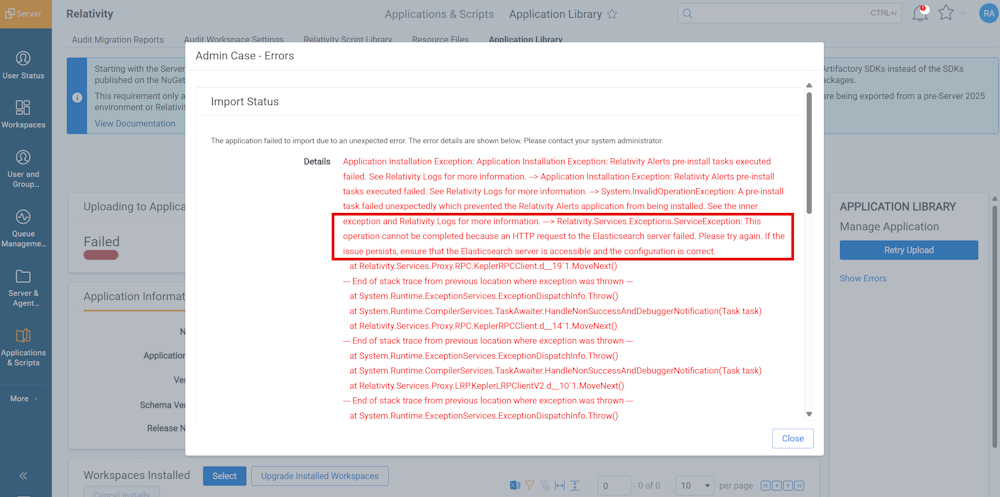 Server
Relativity
Applications & Scripts
Application Library
CTRL+/
RA
Audit Migration Reports
Audit Workspace Settings
Relativity Script Library
Resource Files
Application Library
User Status
Workspaces
User and
Group...
Queue
Manageme...
Server &
Agent...
Applications
& Scripts
More
Starting with the Server
Artifactory SDKs instead of the SDKs
published on the NuGet
ackages.
This requirement only a
are being exported from a pre-Server 2025
environment or Relativi
View Documentation
Uploading to Applica
Failed
Application Informat
Application
Ver
Schema Ver
Release N
Admin Case - Errors
Import Status
The application failed to import due to an unexpected error. The error details are shown below. Please contact your system administrator.
Details
Application Installation Exception: Application Installation Exception: Relativity Alerts pre-install tasks executed
failed. See Relativity Logs for more information. --> Application Installation Exception: Relativity Alerts pre-install
tasks executed failed. See Relativity Logs for more information. --> System.InvalidOperationException: A pre-install
task failed unexpectedly which prevented the Relativity Alerts application from being installed. See the inner
exception and Relativity Logs for more information. ---> Relativity.Services.Exceptions.ServiceException: This
operation cannot be completed because an HTTP request to the Elasticsearch server failed. Please try again. If the
issue persists, ensure that the Elasticsearch server is accessible and the configuration is correct.
at Relativity.Services.Proxy.RPC.KeplerRPCClient.d__19`1.MoveNext()
--- End of stack trace from previous location where exception was thrown ---
at System.Runtime.ExceptionServices.ExceptionDispatchInfo.Throw()
at System.Runtime.CompilerServices.TaskAwaiter.HandleNonSuccessAndDebuggerNotification(Task task)
at Relativity.Services.Proxy.RPC.KeplerRPCClient.d__14`1.MoveNext()
--- End of stack trace from previous location where exception was thrown ---
at System.Runtime.ExceptionServices.ExceptionDispatchInfo.Throw()
at System.Runtime.CompilerServices.TaskAwaiter.HandleNonSuccessAndDebuggerNotification(Task task)
at Relativity.Services.Proxy.LRP.KeplerLRPClientV2.d__10`1.MoveNext()
--- End of stack trace from previous location where exception was thrown ---
at System.Runtime.ExceptionServices.ExceptionDispatchInfo.Throw()
Close
APPLICATION LIBRARY
Manage Application
Retry Upload
Show Errors
Workspaces Installed
Select
Upgrade Installed Workspaces
Cancel Installs
0
- 0 of 0
10
per page